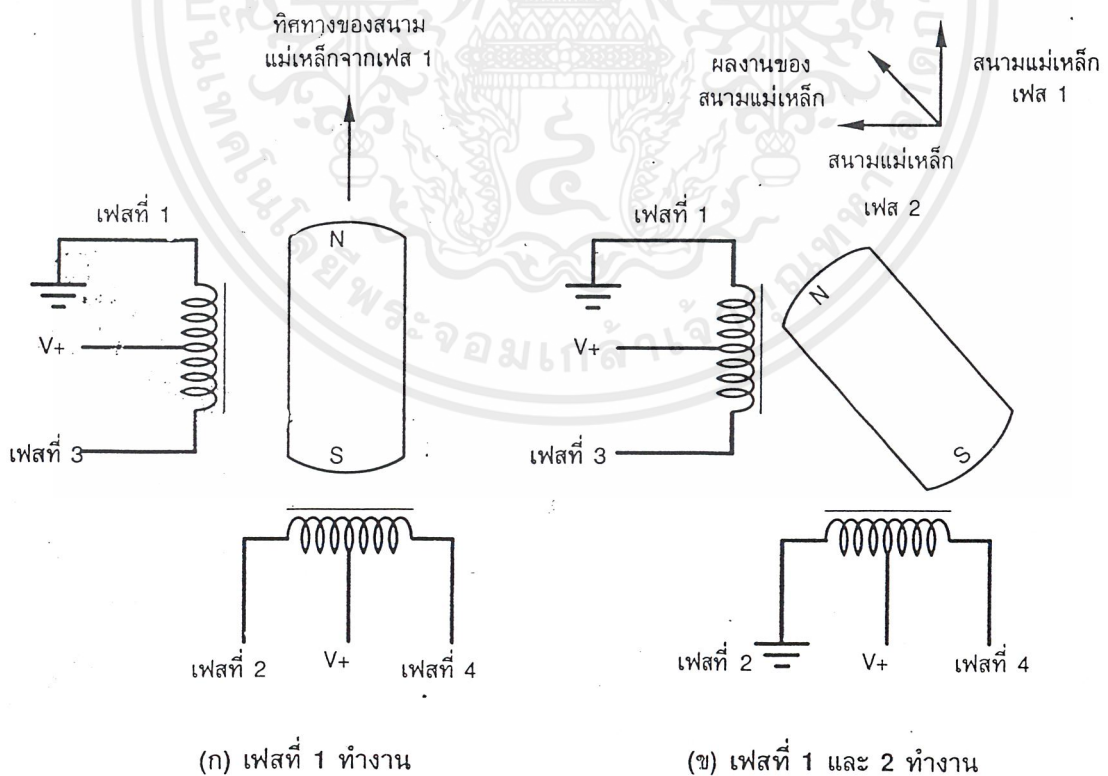 ทิศทางของสนาม
แม่เหล็กจากเฟส 1
เฟสที่ 1
N
V+
S
เฟสที่ 3
เฟสที่ 2
V+
เฟสที่ 4
(ก) เฟสที่ 1 ทำงาน
ผลงานของ
สนามแม่เหล็ก
สนามแม่เหล็ก
เฟส 1
สนามแม่เหล็ก
เฟส 2
เฟสที่ 1
N
V+
S
เฟสที่ 3
เฟสที่ 2
V+
เฟสที่ 4
(ข) เฟสที่ 1 และ 2 ทำงาน